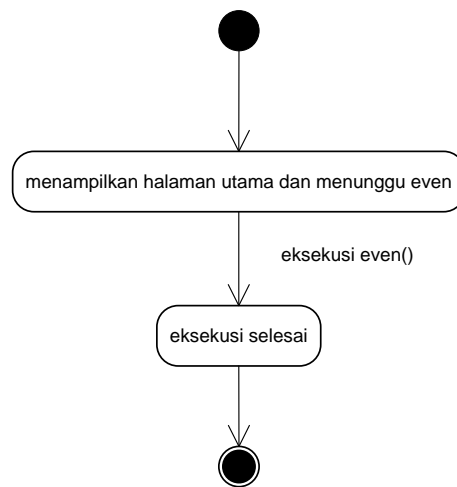 menampilkan halaman utama dan menunggu even
eksekusi even()
eksekusi selesai